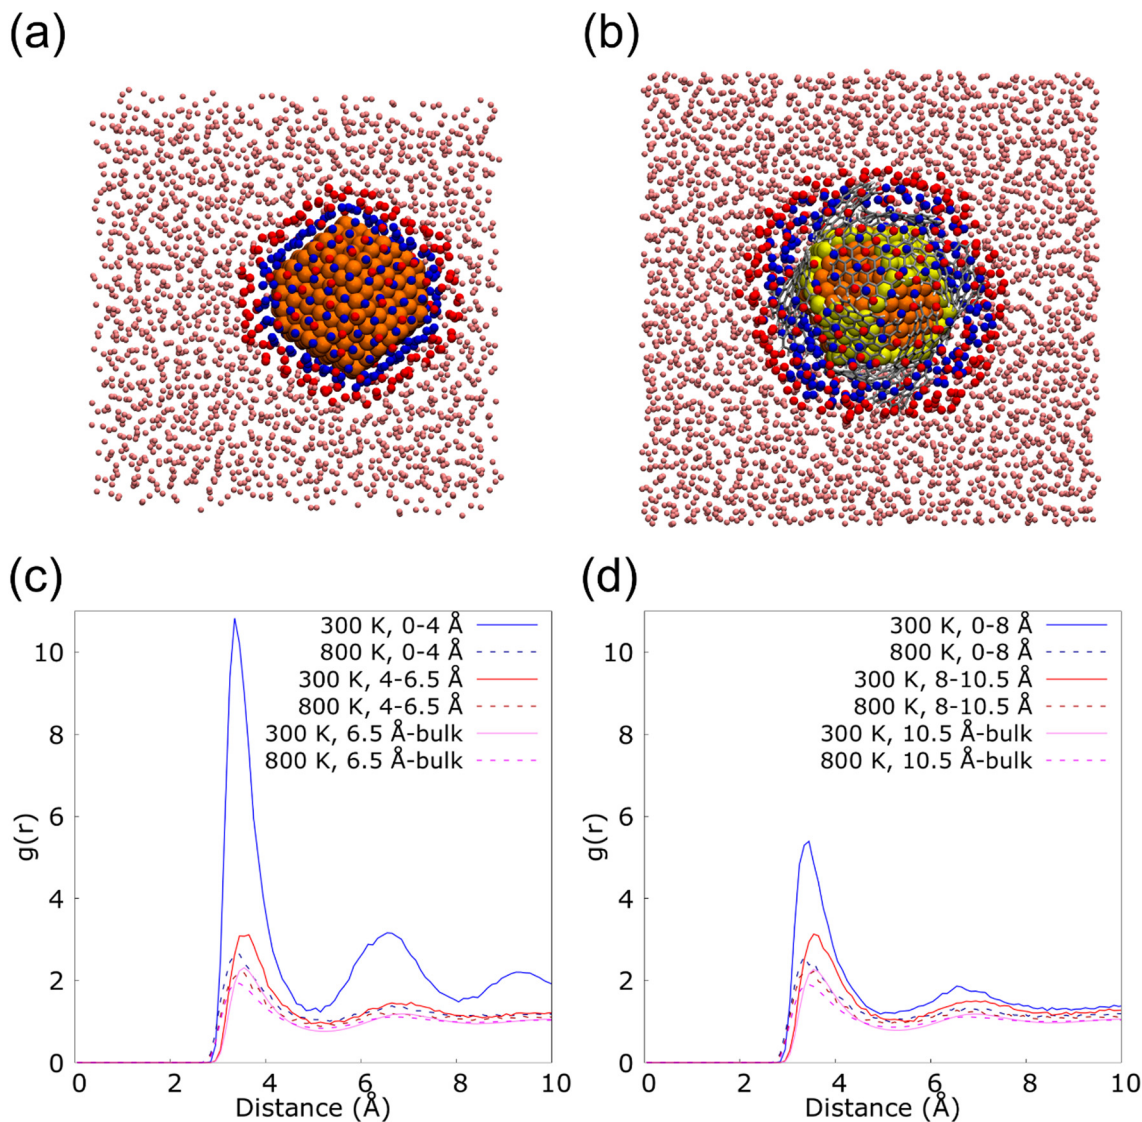 (a)
(b)
(c)
(d)
300 K, 0-4 Å
800 K, 0-4 Å
300 K, 4-6.5 Å
800 K, 4-6.5 Å
300 K, 6.5 Å-bulk
800 K, 6.5 Å-bulk
10
8
6
4
2
0
g(r)
0 2 4 6 8 10
Distance (Å)
300 K, 0-8 Å
800 K, 0-8 Å
300 K, 8-10.5 Å
800 K, 8-10.5 Å
300 K, 10.5 Å-bulk
800 K, 10.5 Å-bulk
10
8
6
4
2
0
g(r)
0 2 4 6 8 10
Distance (Å)